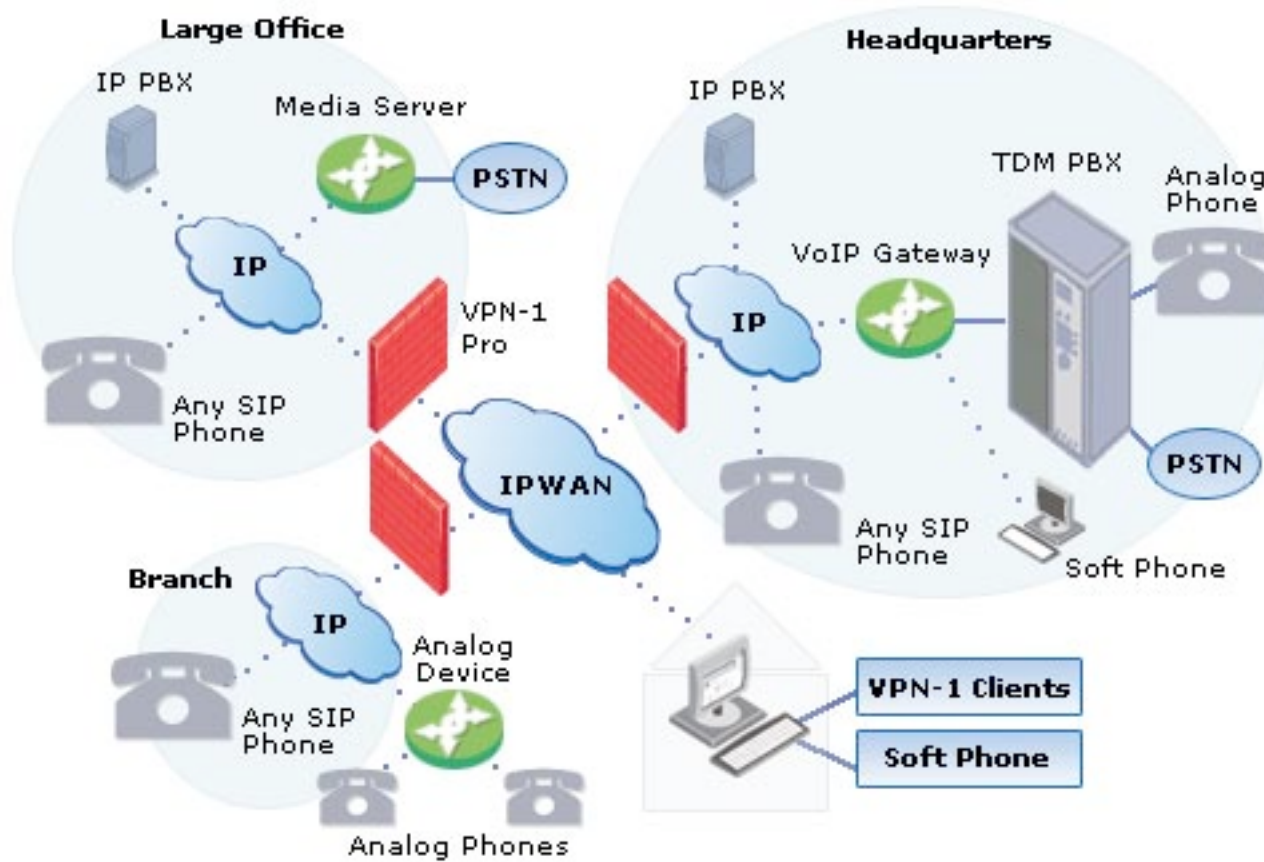 Large Office
IP PBX
Media Server
PSTN
IP
VPN-1
Pro
Any SIP
Phone
Headquarters
IP PBX
TDM PBX
Analog
Phone
VoIP Gateway
IP
PSTN
Any SIP
Phone
Soft Phone
IPWAN
Branch
IP
Analog
Device
Any SIP
Phone
Analog Phones
VPN-1 Clients
Soft Phone